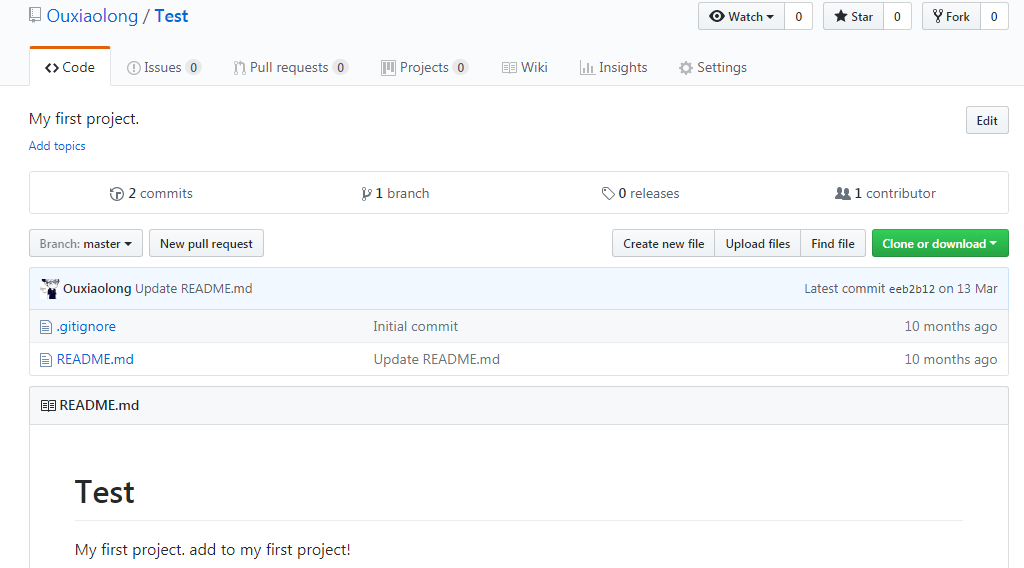 Ouxiaolong / Test Watch 0 Star 0 Fork 0
Code Issues 0 Pull requests 0 Projects 0 Wiki Insights Settings
My first project. Edit
Add topics
2 commits 1 branch 0 releases 1 contributor
Branch: master New pull request Create new file Upload files Find file Clone or download
Ouxiaolong Update README.md Latest commit eeb2b12 on 13 Mar
.gitignore Initial commit 10 months ago
README.md Update README.md 10 months ago
README.md
Test
My first project. add to my first project!